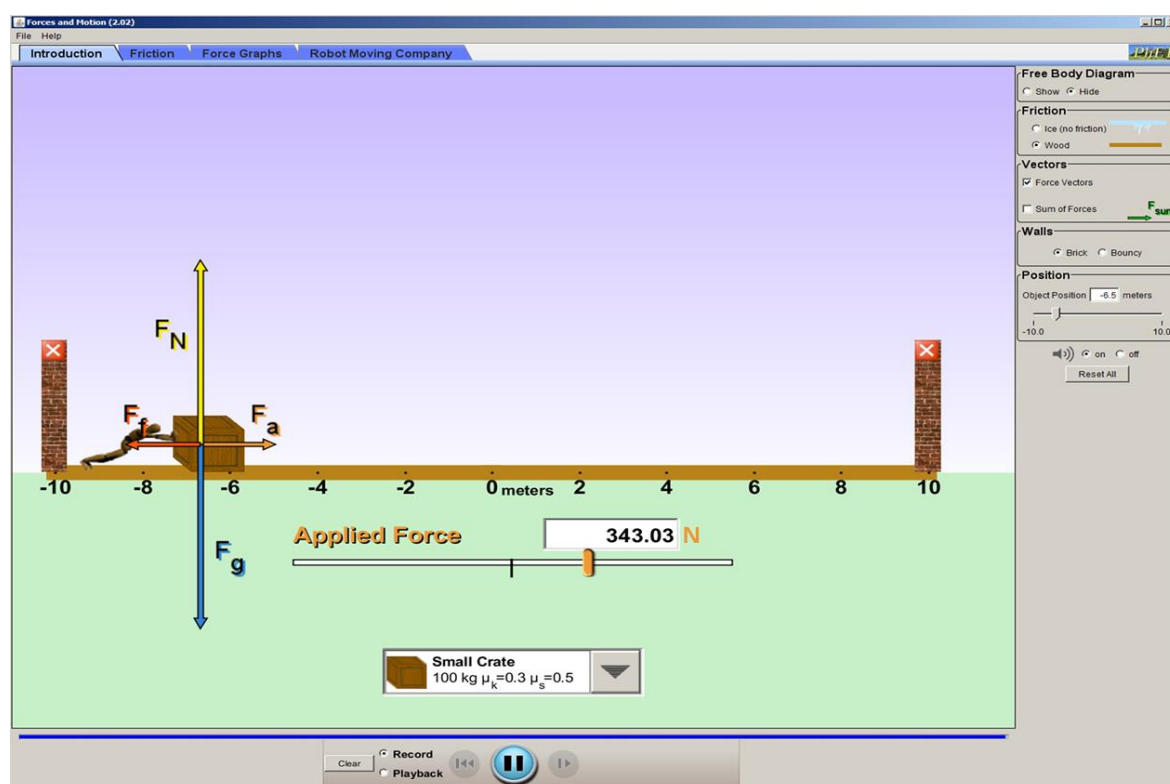 Forces and Motion (2.02)
File Help
Introduction Friction Force Graphs Robot Moving Company
PhET
Free Body Diagram
Show Hide
Friction
Ice (no friction)
Wood
Vectors
Force Vectors
Sum of Forces F sum
Walls
Brick Bouncy
Position
Object Position -6.5 meters
-10.0 10.0
on off
Reset All
F N
F f F a
-10 -8 -6 -4 -2 0 meters 2 4 6 8 10
Applied Force 343.03 N
F g
Small Crate
100 kg μk=0.3 μs=0.5
Clear
Record
Playback